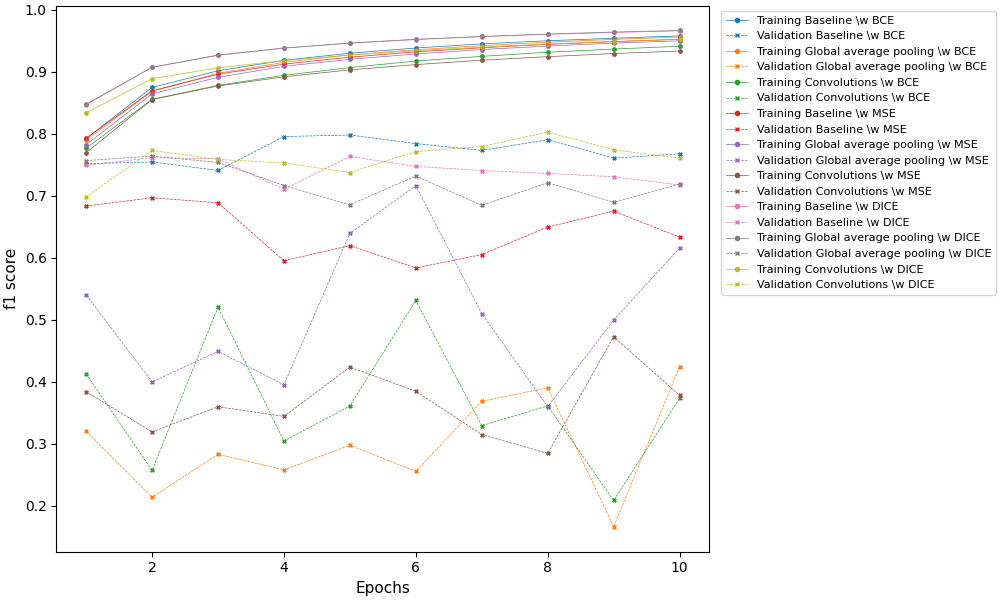 1.0
0.9
0.8
0.7
0.6
0.5
0.4
0.3
0.2
f1 score
2 4 6 8 10
Epochs
Training Baseline \w BCE
Validation Baseline \w BCE
Training Global average pooling \w BCE
Validation Global average pooling \w BCE
Training Convolutions \w BCE
Validation Convolutions \w BCE
Training Baseline \w MSE
Validation Baseline \w MSE
Training Global average pooling \w MSE
Validation Global average pooling \w MSE
Training Convolutions \w MSE
Validation Convolutions \w MSE
Training Baseline \w DICE
Validation Baseline \w DICE
Training Global average pooling \w DICE
Validation Global average pooling \w DICE
Training Convolutions \w DICE
Validation Convolutions \w DICE